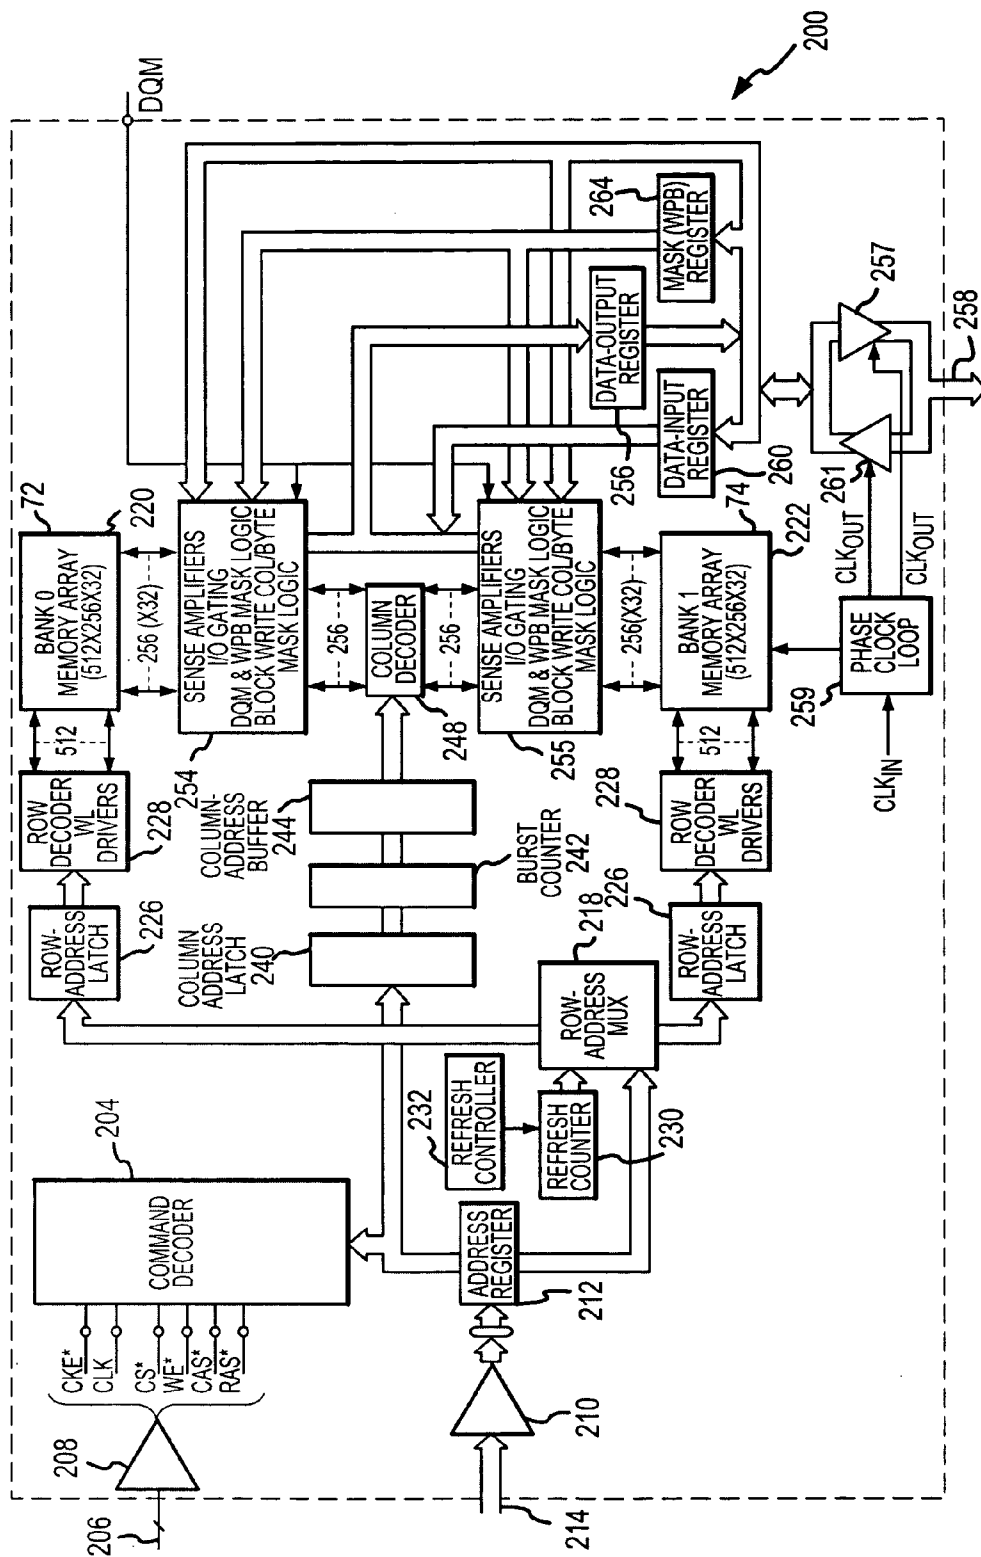 206
208
CKE*
CLK
CS*
WE*
CAS*
RAS*
COMMAND
DECODER
204
214
210
ADDRESS
REGISTER
212
REFRESH
CONTROLLER
232
REFRESH
COUNTER
230
ROW-
ADDRESS
MUX
218
ROW-
ADDRESS
LATCH
226
ROW
DECODER
WL
DRIVERS
228
512
BANK 0
MEMORY ARRAY
(512X256X32)
72
220
256 (X32)
SENSE AMPLIFIERS
I/O GATING
DQM & WPB MASK LOGIC
BLOCK WRITE COL/BYTE
MASK LOGIC
254
256
COLUMN
ADDRESS
LATCH
240
BURST
COUNTER
242
COLUMN-
ADDRESS
BUFFER
244
COLUMN
DECODER
248
256
SENSE AMPLIFIERS
I/O GATING
DQM & WPB MASK LOGIC
BLOCK WRITE COL/BYTE
MASK LOGIC
255
256(X32)
ROW-
ADDRESS
LATCH
226
ROW
DECODER
WL
DRIVERS
228
512
BANK 1
MEMORY ARRAY
(512X256X32)
74
222
DATA-INPUT
REGISTER
260
DATA-OUTPUT
REGISTER
256
MASK (WPB)
REGISTER
264
DQM
200
CLKIN
PHASE
CLOCK
LOOP
259
CLKOUT
CLKOUT
261
257
258